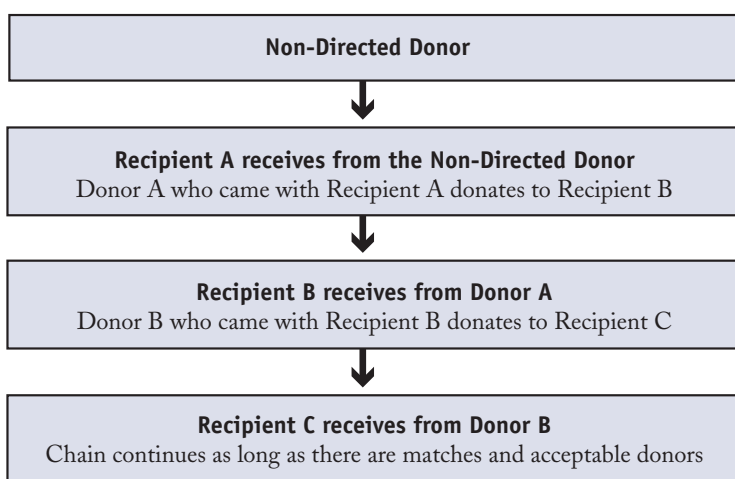 Non-Directed Donor
Recipient A receives from the Non-Directed Donor
Donor A who came with Recipient A donates to Recipient B
Recipient B receives from Donor A
Donor B who came with Recipient B donates to Recipient C
Recipient C receives from Donor B
Chain continues as long as there are matches and acceptable donors